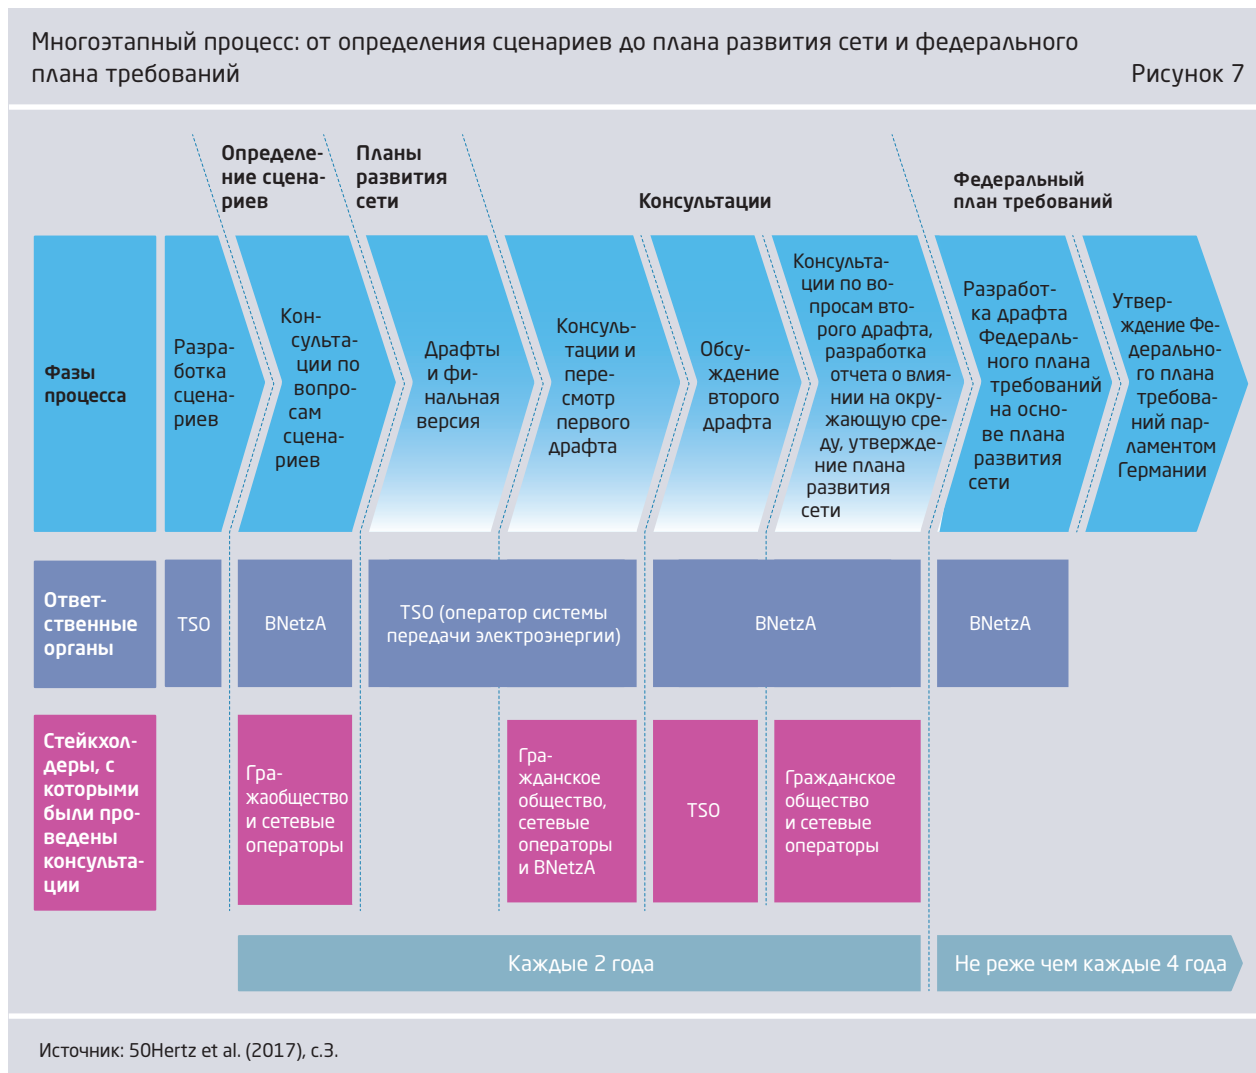 Многоэтапный процесс: от определения сценариев до плана развития сети и федерального
плана требований
Рисунок 7
Определе-
ние сцена-
риев
Планы
развития
сети
Консультации
Федеральный
план требований
Фазы
процесса
Разра-
ботка
сцена-
риев
Кон-
сульта-
ции по
вопро-
сам
сцена-
риев
Драфты
и фи-
нальная
версия
Консуль-
тации и
пере-
смотр
первого
драфта
Обсу-
ждение
второго
драфта
Консульта-
ции по во-
просам вто-
рого драфта,
разработка
отчета о влия-
нии на окру-
жающую сре-
ду, утвержде-
ние плана
развития
сети
Разработ-
ка драфта
Федераль-
ного плана
требований
на осно-
ве плана
развития
сети
Утвер-
ждение Фе-
дерально-
го плана
требова-
ний пар-
ламентом
Германии
Ответ-
ственные
органы
TSO
BNetzA
TSO (оператор системы
передачи электроэнергии)
BNetzA
BNetzA
Стейкхол-
деры, с
которыми
были про-
ведены
консульта-
ции
Гра-
жаобщество
и сетевые
операторы
Гра-
жданское
общество,
сетевые
операторы
и BNetzA
TSO
Гражданское
общество
и сетевые
операторы
Каждые 2 года
Не реже чем каждые 4 года
Источник: 50Hertz et al. (2017), с.3.